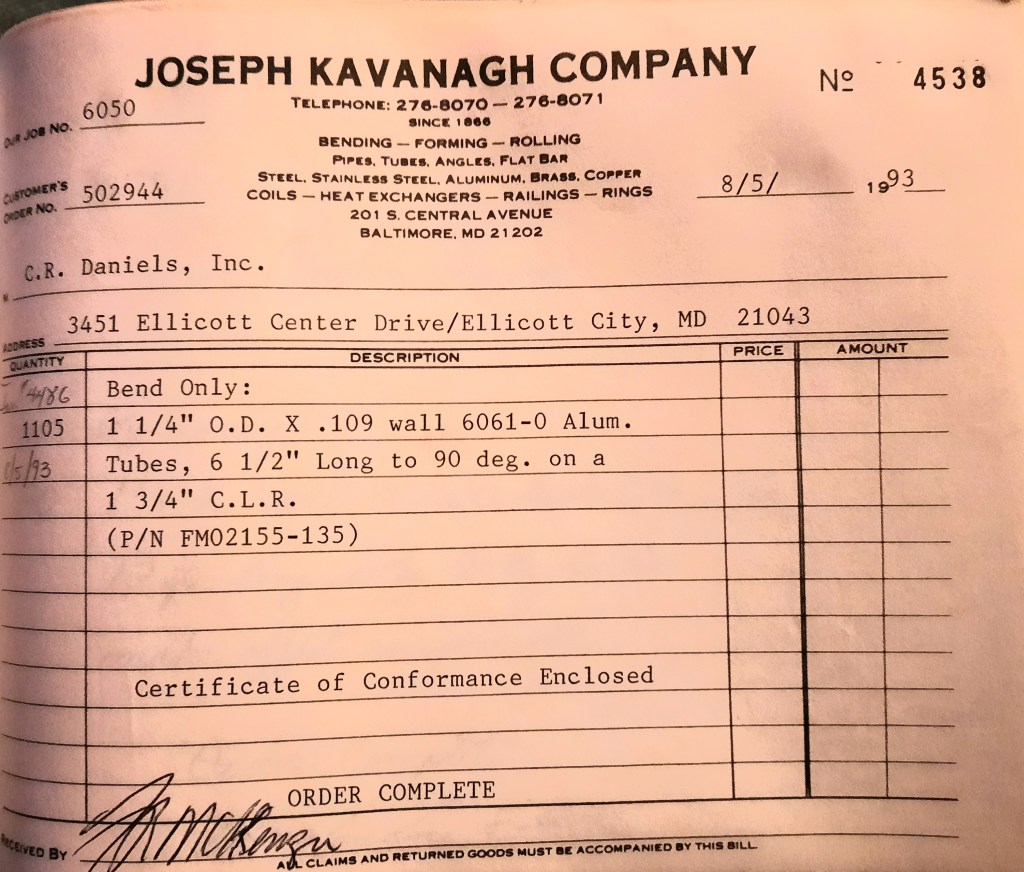 JOSEPH KAVANAGH COMPANY
Nº 4538
TELEPHONE: 276-8070 — 276-8071
SINCE 1866
OUR JOB NO. 6050
BENDING — FORMING — ROLLING
PIPES, TUBES, ANGLES, FLAT BAR
STEEL, STAINLESS STEEL, ALUMINUM, BRASS, COPPER
CUSTOMER'S ORDER NO. 502944
COILS — HEAT EXCHANGERS — RAILINGS — RINGS
8/5/ 1993
201 S. CENTRAL AVENUE
BALTIMORE, MD 21202
C.R. Daniels, Inc.
ADDRESS 3451 Ellicott Center Drive/Ellicott City, MD 21043
QUANTITY DESCRIPTION PRICE AMOUNT
#4486 Bend Only:
1105 1 1/4" O.D. X .109 wall 6061-0 Alum.
8/5/93 Tubes, 6 1/2" Long to 90 deg. on a
1 3/4" C.L.R.
(P/N FMO2155-135)
Certificate of Conformance Enclosed
ORDER COMPLETE
RECEIVED BY
ALL CLAIMS AND RETURNED GOODS MUST BE ACCOMPANIED BY THIS BILL